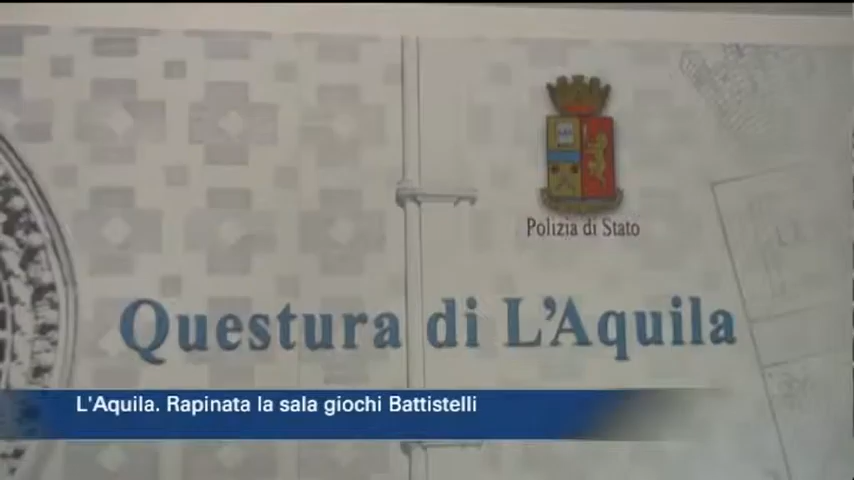 Polizia di Stato
Questura di L'Aquila
L'Aquila. Rapinata la sala giochi Battistelli